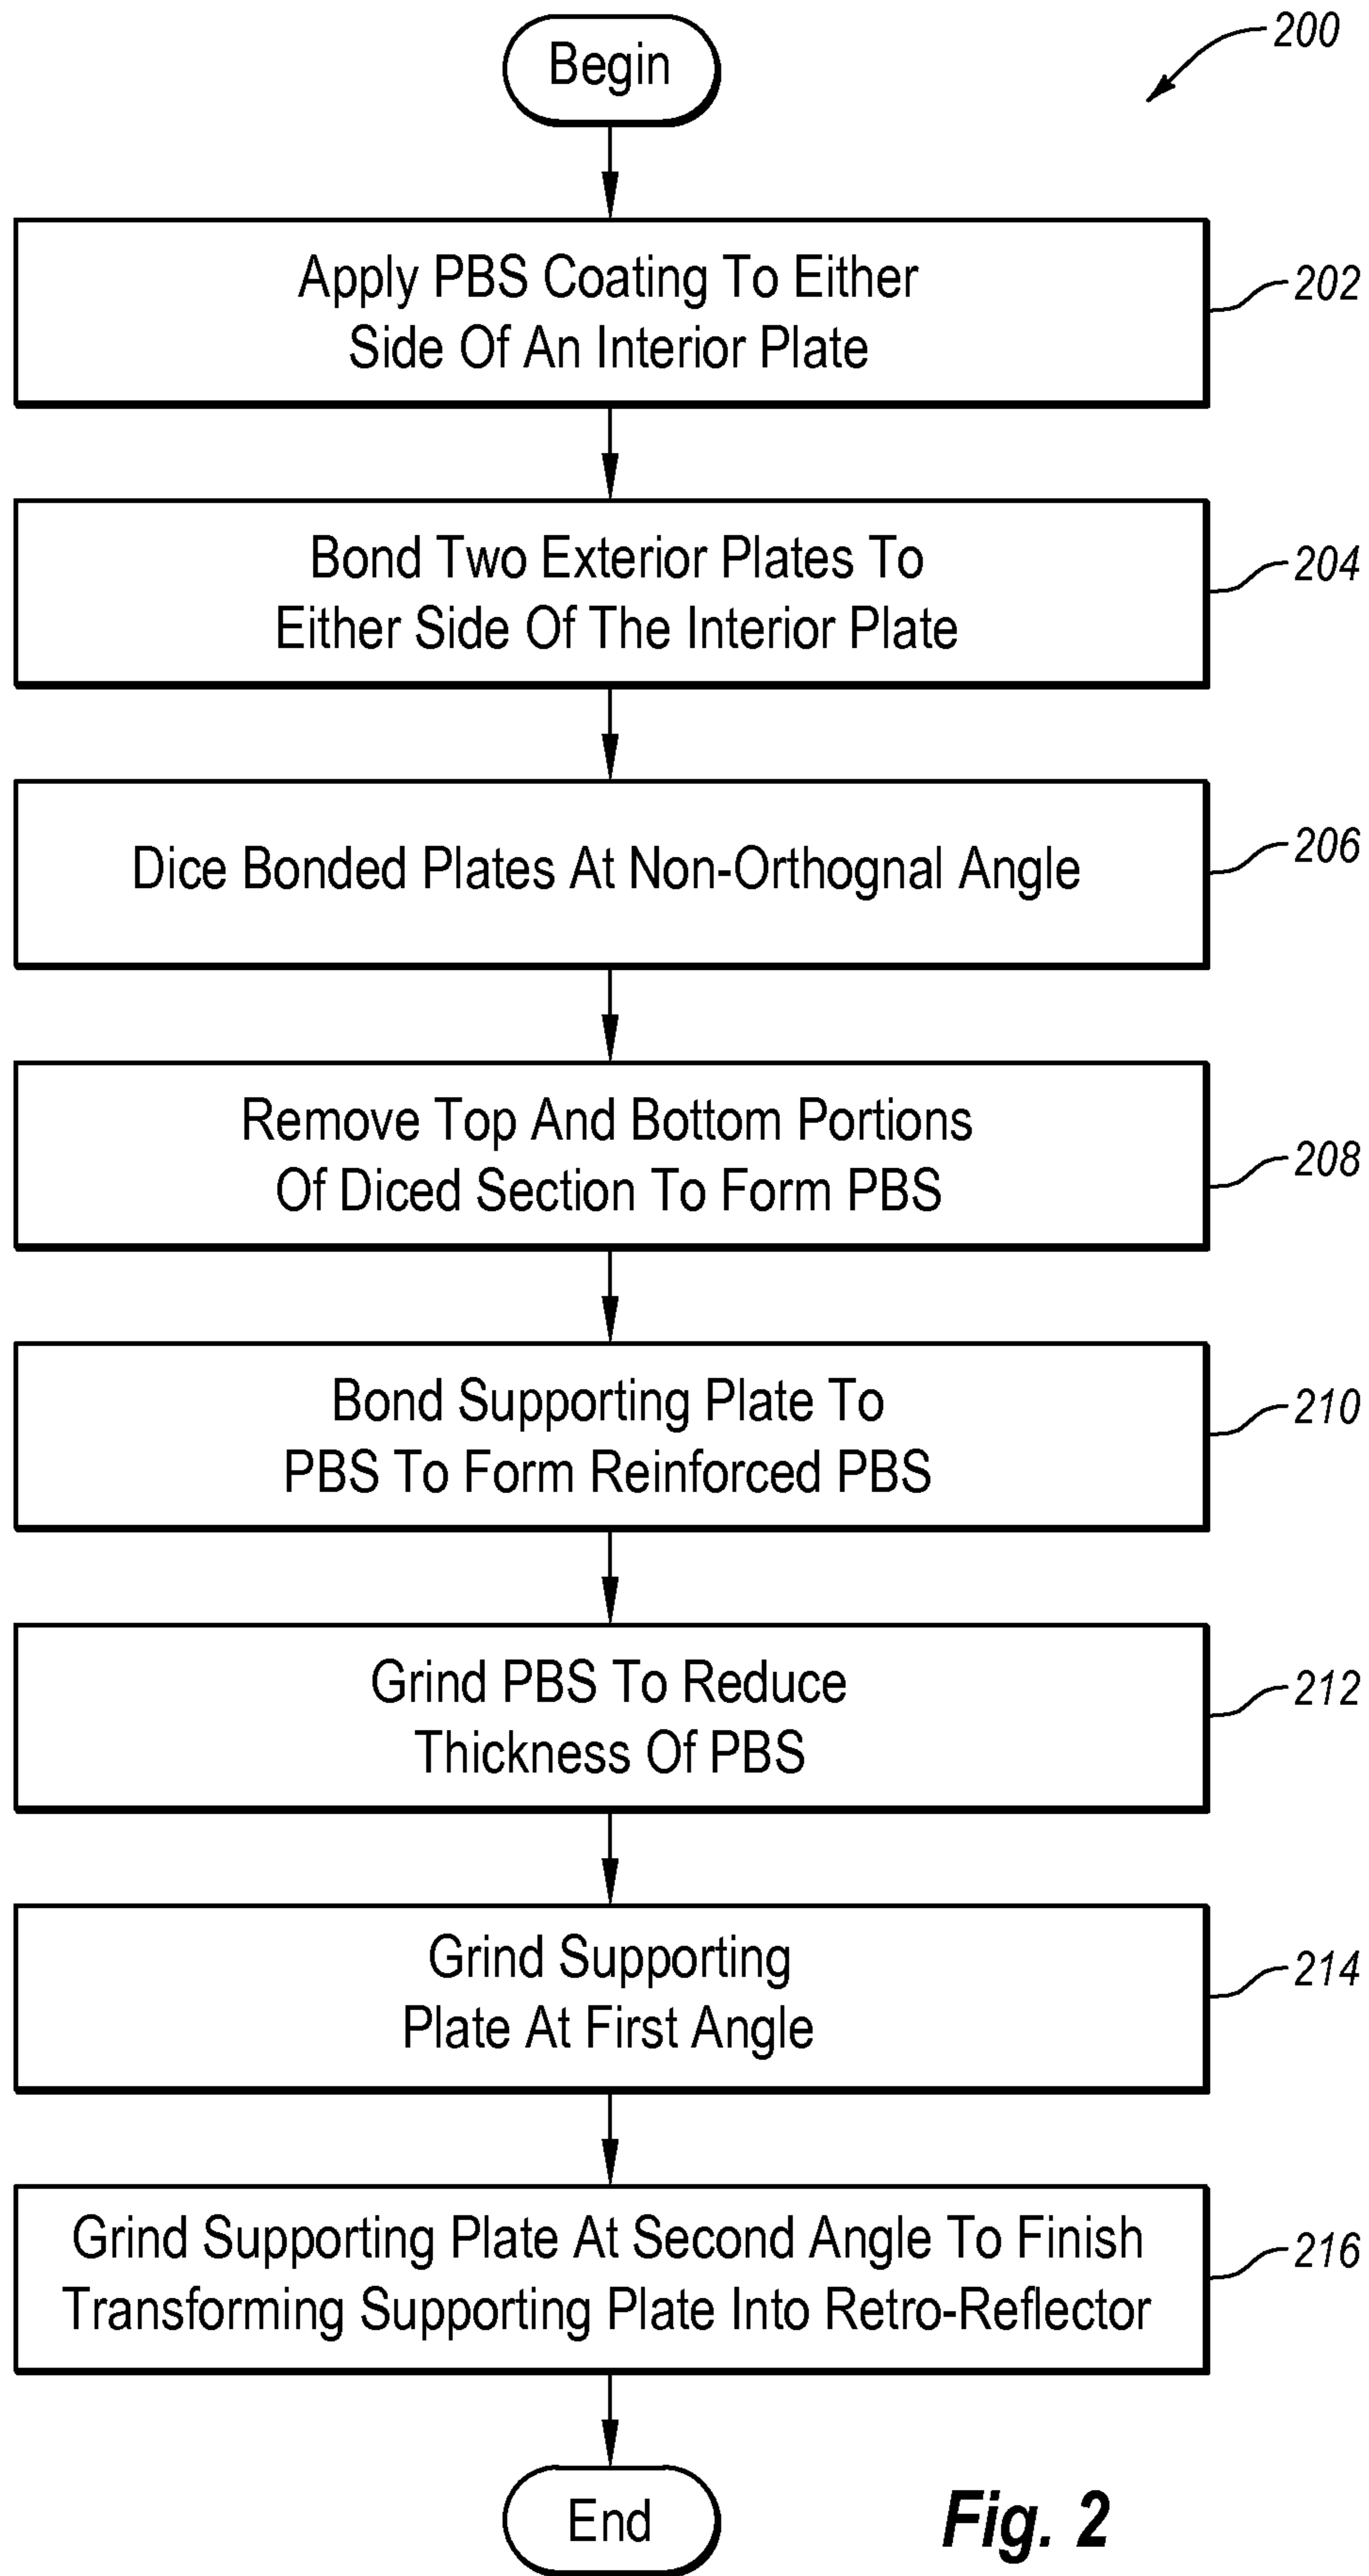 Begin
200
Apply PBS Coating To Either
Side Of An Interior Plate
202
Bond Two Exterior Plates To
Either Side Of The Interior Plate
204
Dice Bonded Plates At Non-Orthognal Angle
206
Remove Top And Bottom Portions
Of Diced Section To Form PBS
208
Bond Supporting Plate To
PBS To Form Reinforced PBS
210
Grind PBS To Reduce
Thickness Of PBS
212
Grind Supporting
Plate At First Angle
214
Grind Supporting Plate At Second Angle To Finish
Transforming Supporting Plate Into Retro-Reflector
216
End
Fig. 2